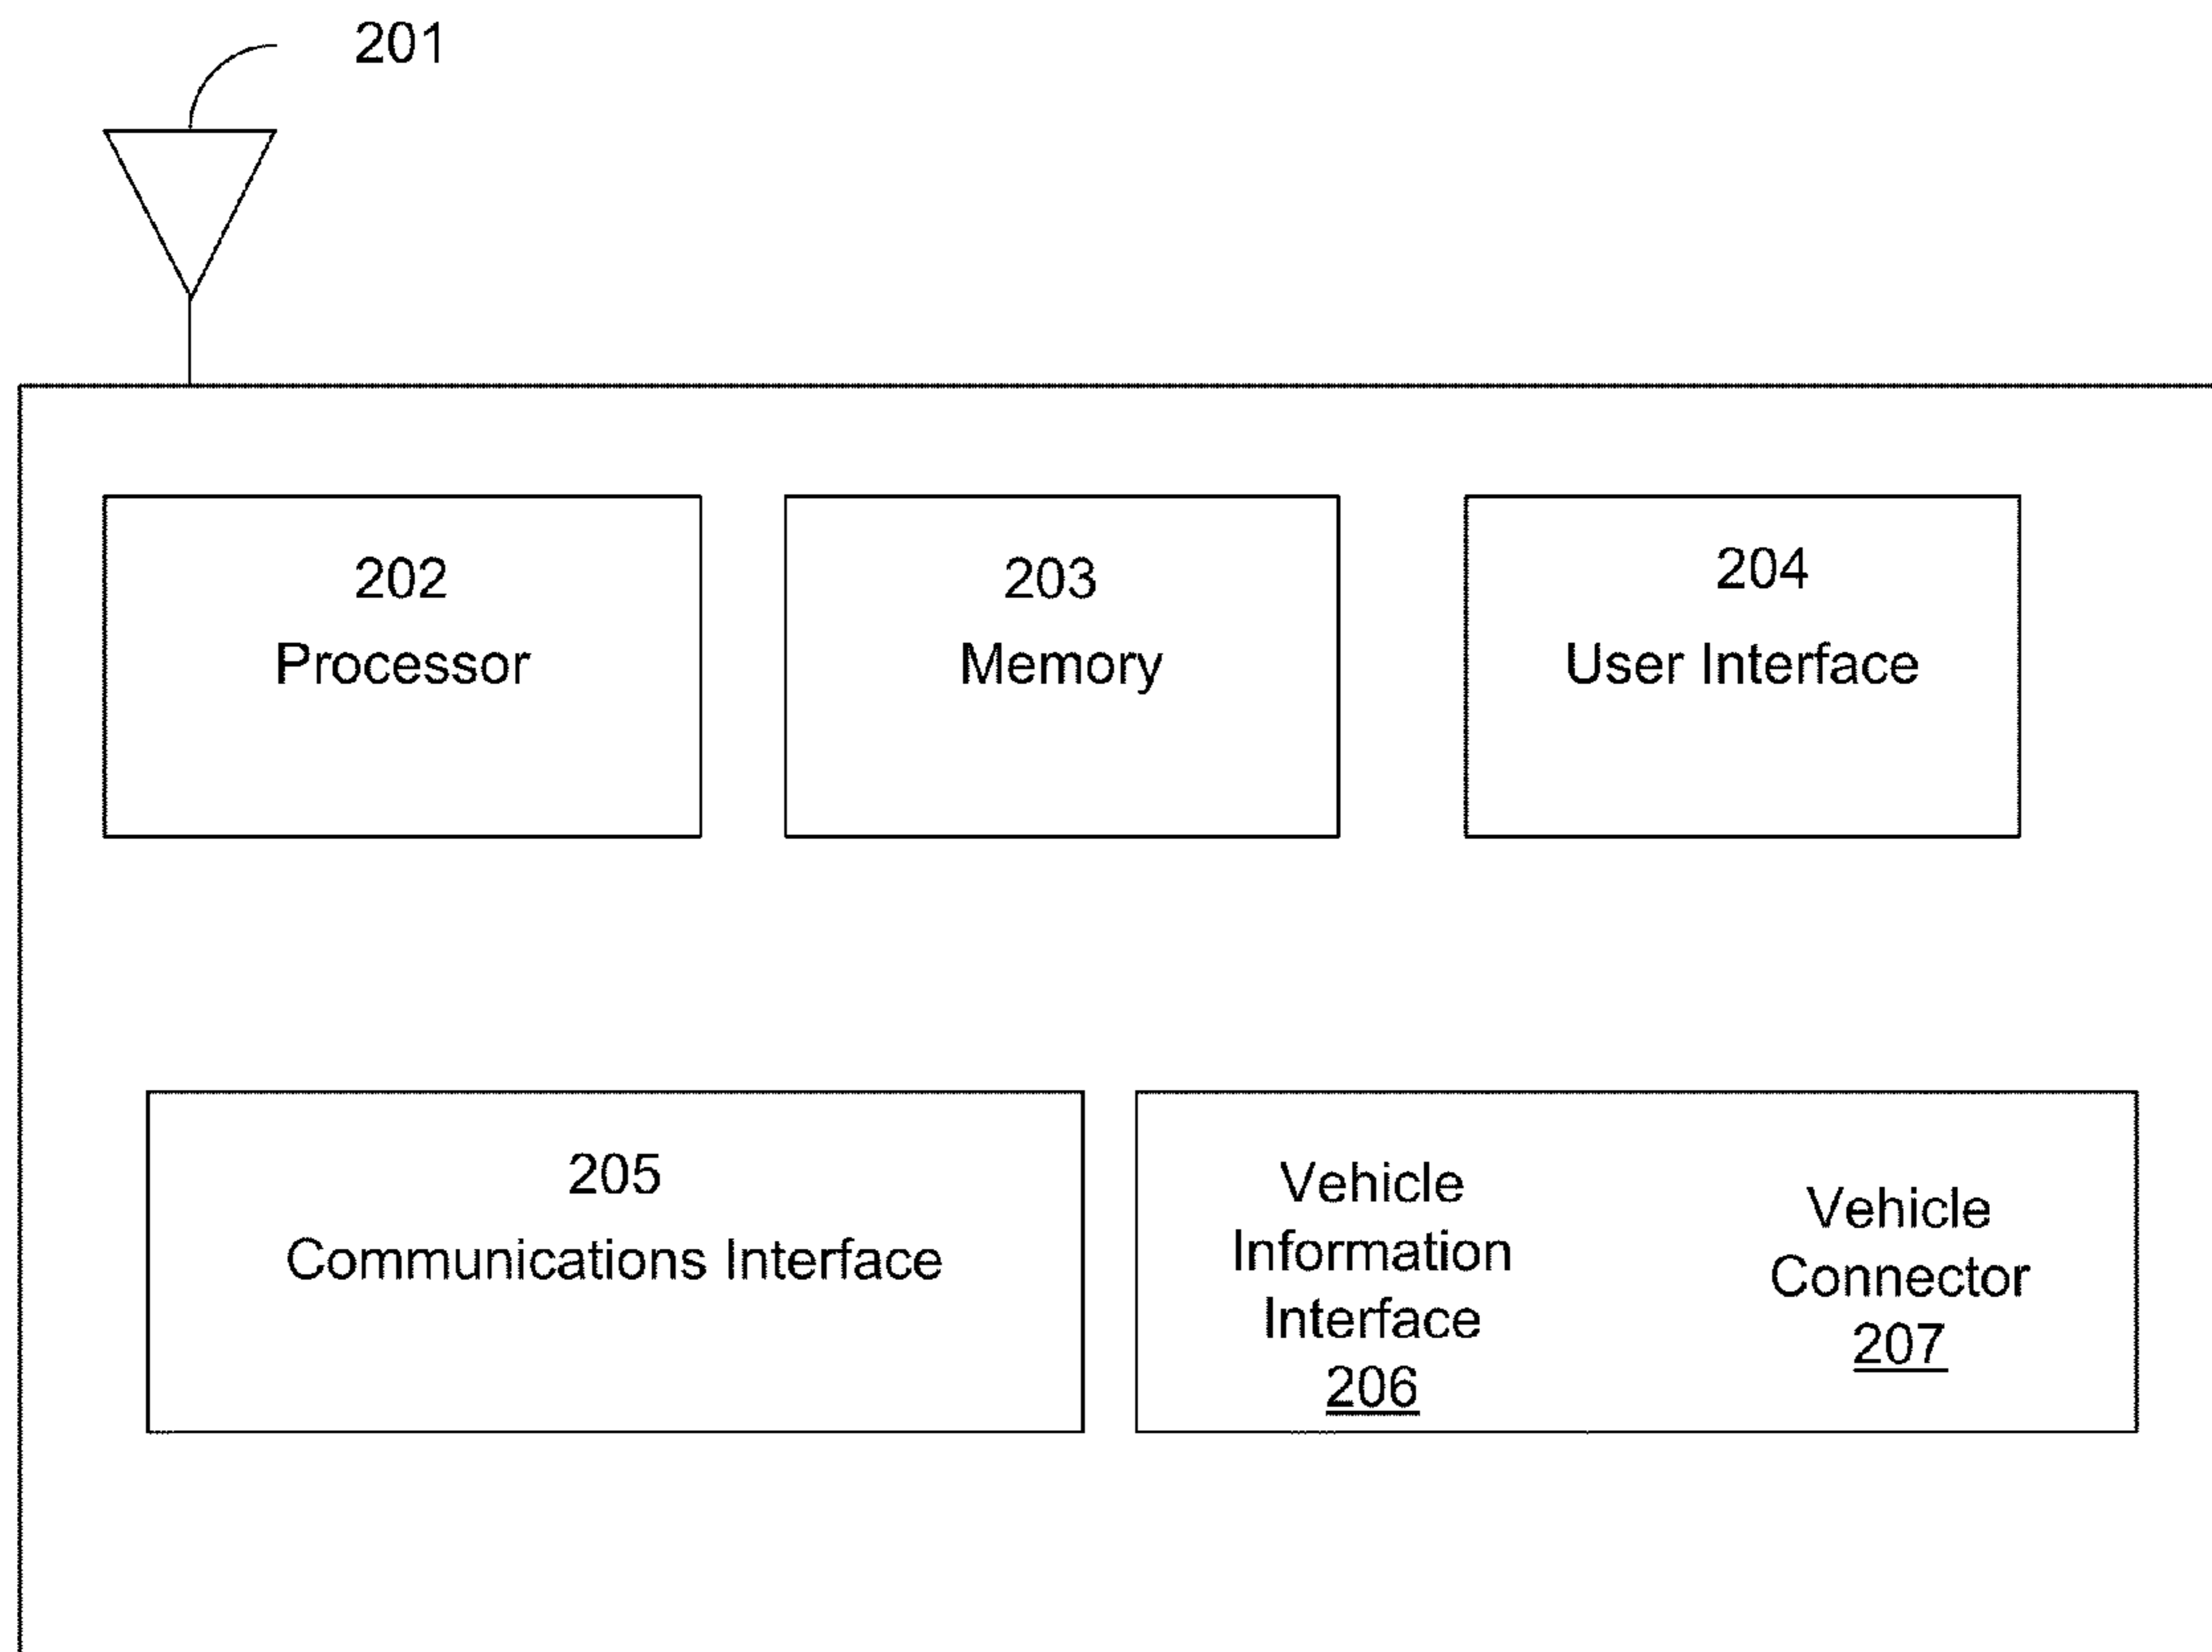 201
202
Processor
203
Memory
204
User Interface
205
Communications Interface
Vehicle
Information
Interface
206
Vehicle
Connector
207